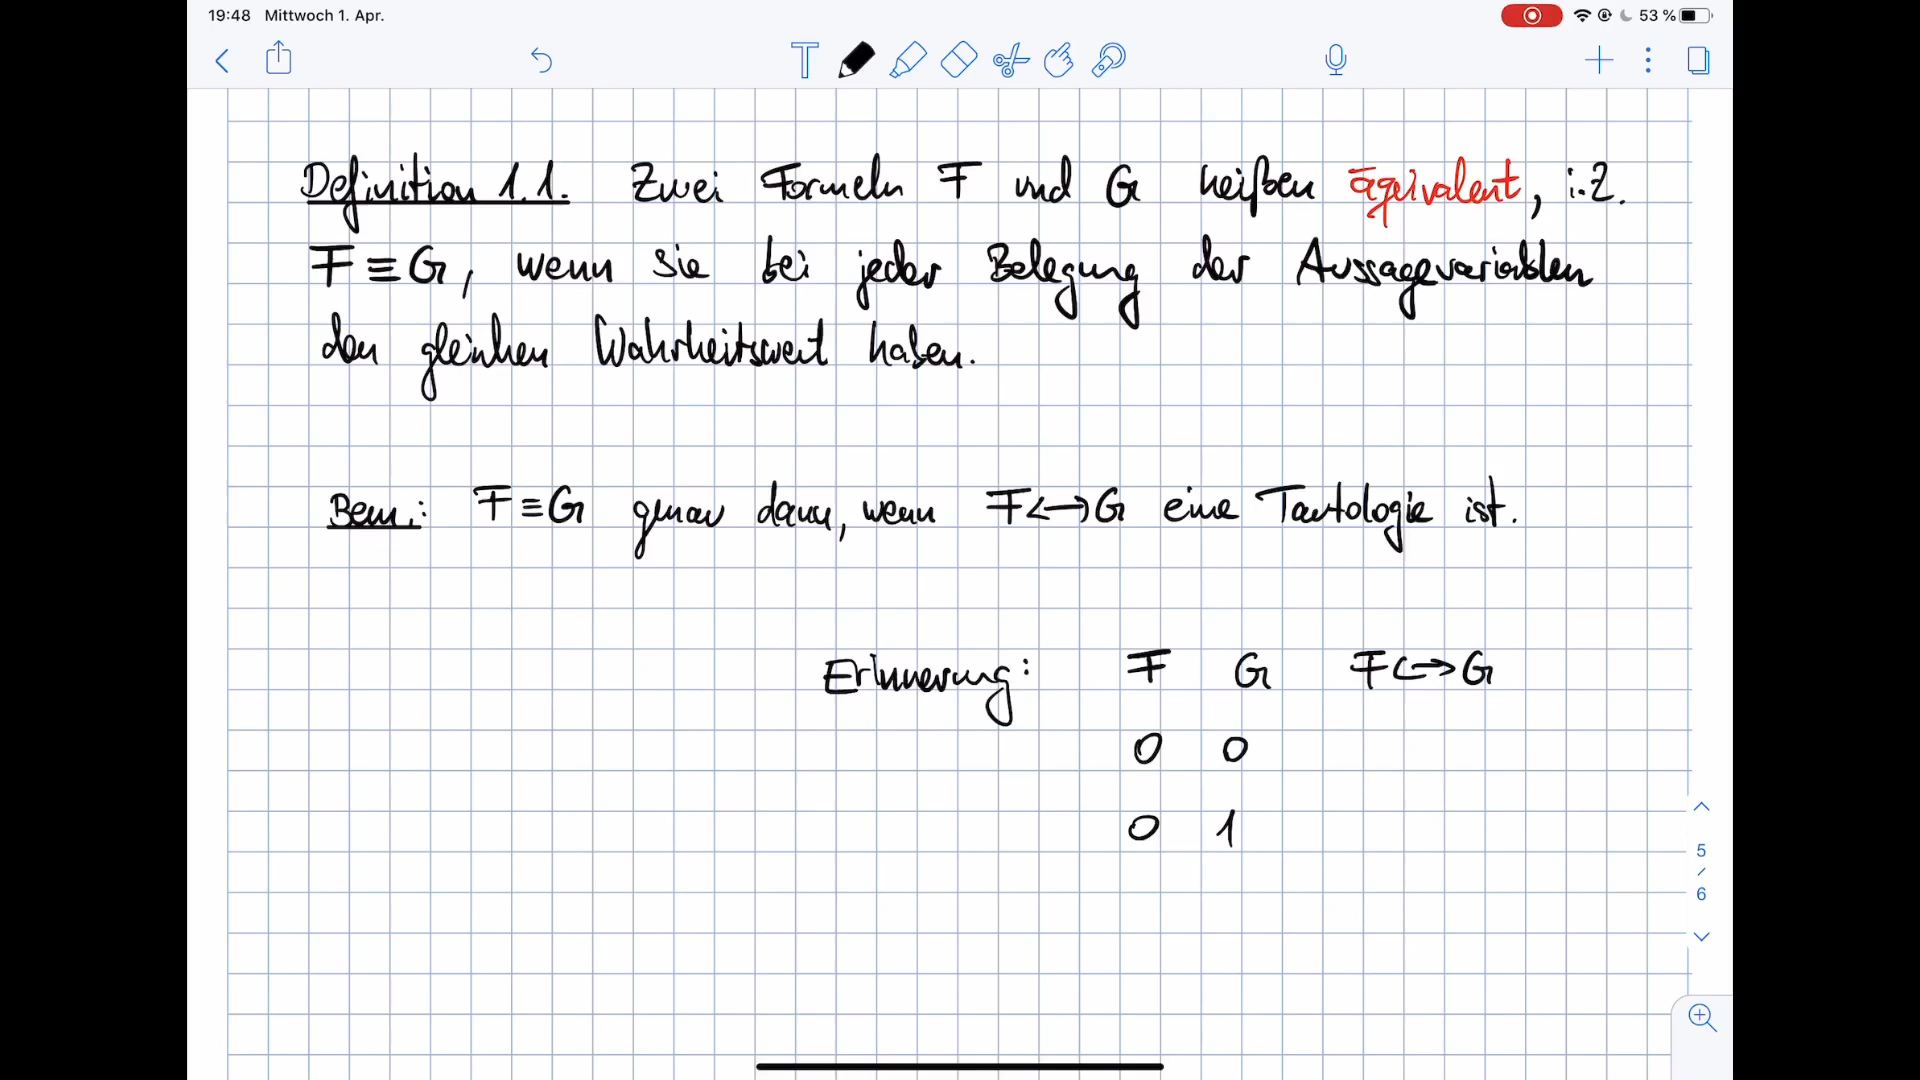 19:48 Mittwoch 1. Apr. 53 %
Definition 1.1. Zwei Formeln F und G heißen äquivalent, i.Z.
F ≡ G, wenn sie bei jeder Belegung der Aussagevariablen
den gleichen Wahrheitswert haben.
Bem.: F ≡ G genau dann, wenn F ↔ G eine Tautologie ist.
Erinnerung: F G F ↔ G
0 0
0 1
5
/
6